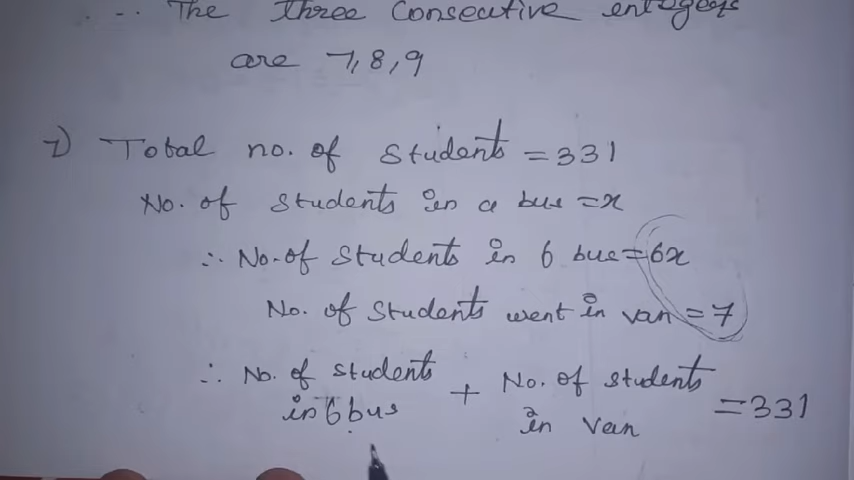 ∴ The three Consecutive entegers
are 7,8,9
7) Total no. of students = 331
No. of students in a bus = x
∴ No. of students in 6 bus = 6x
No. of students went in van = 7
∴ No. of students in 6 bus + No. of students in van = 331